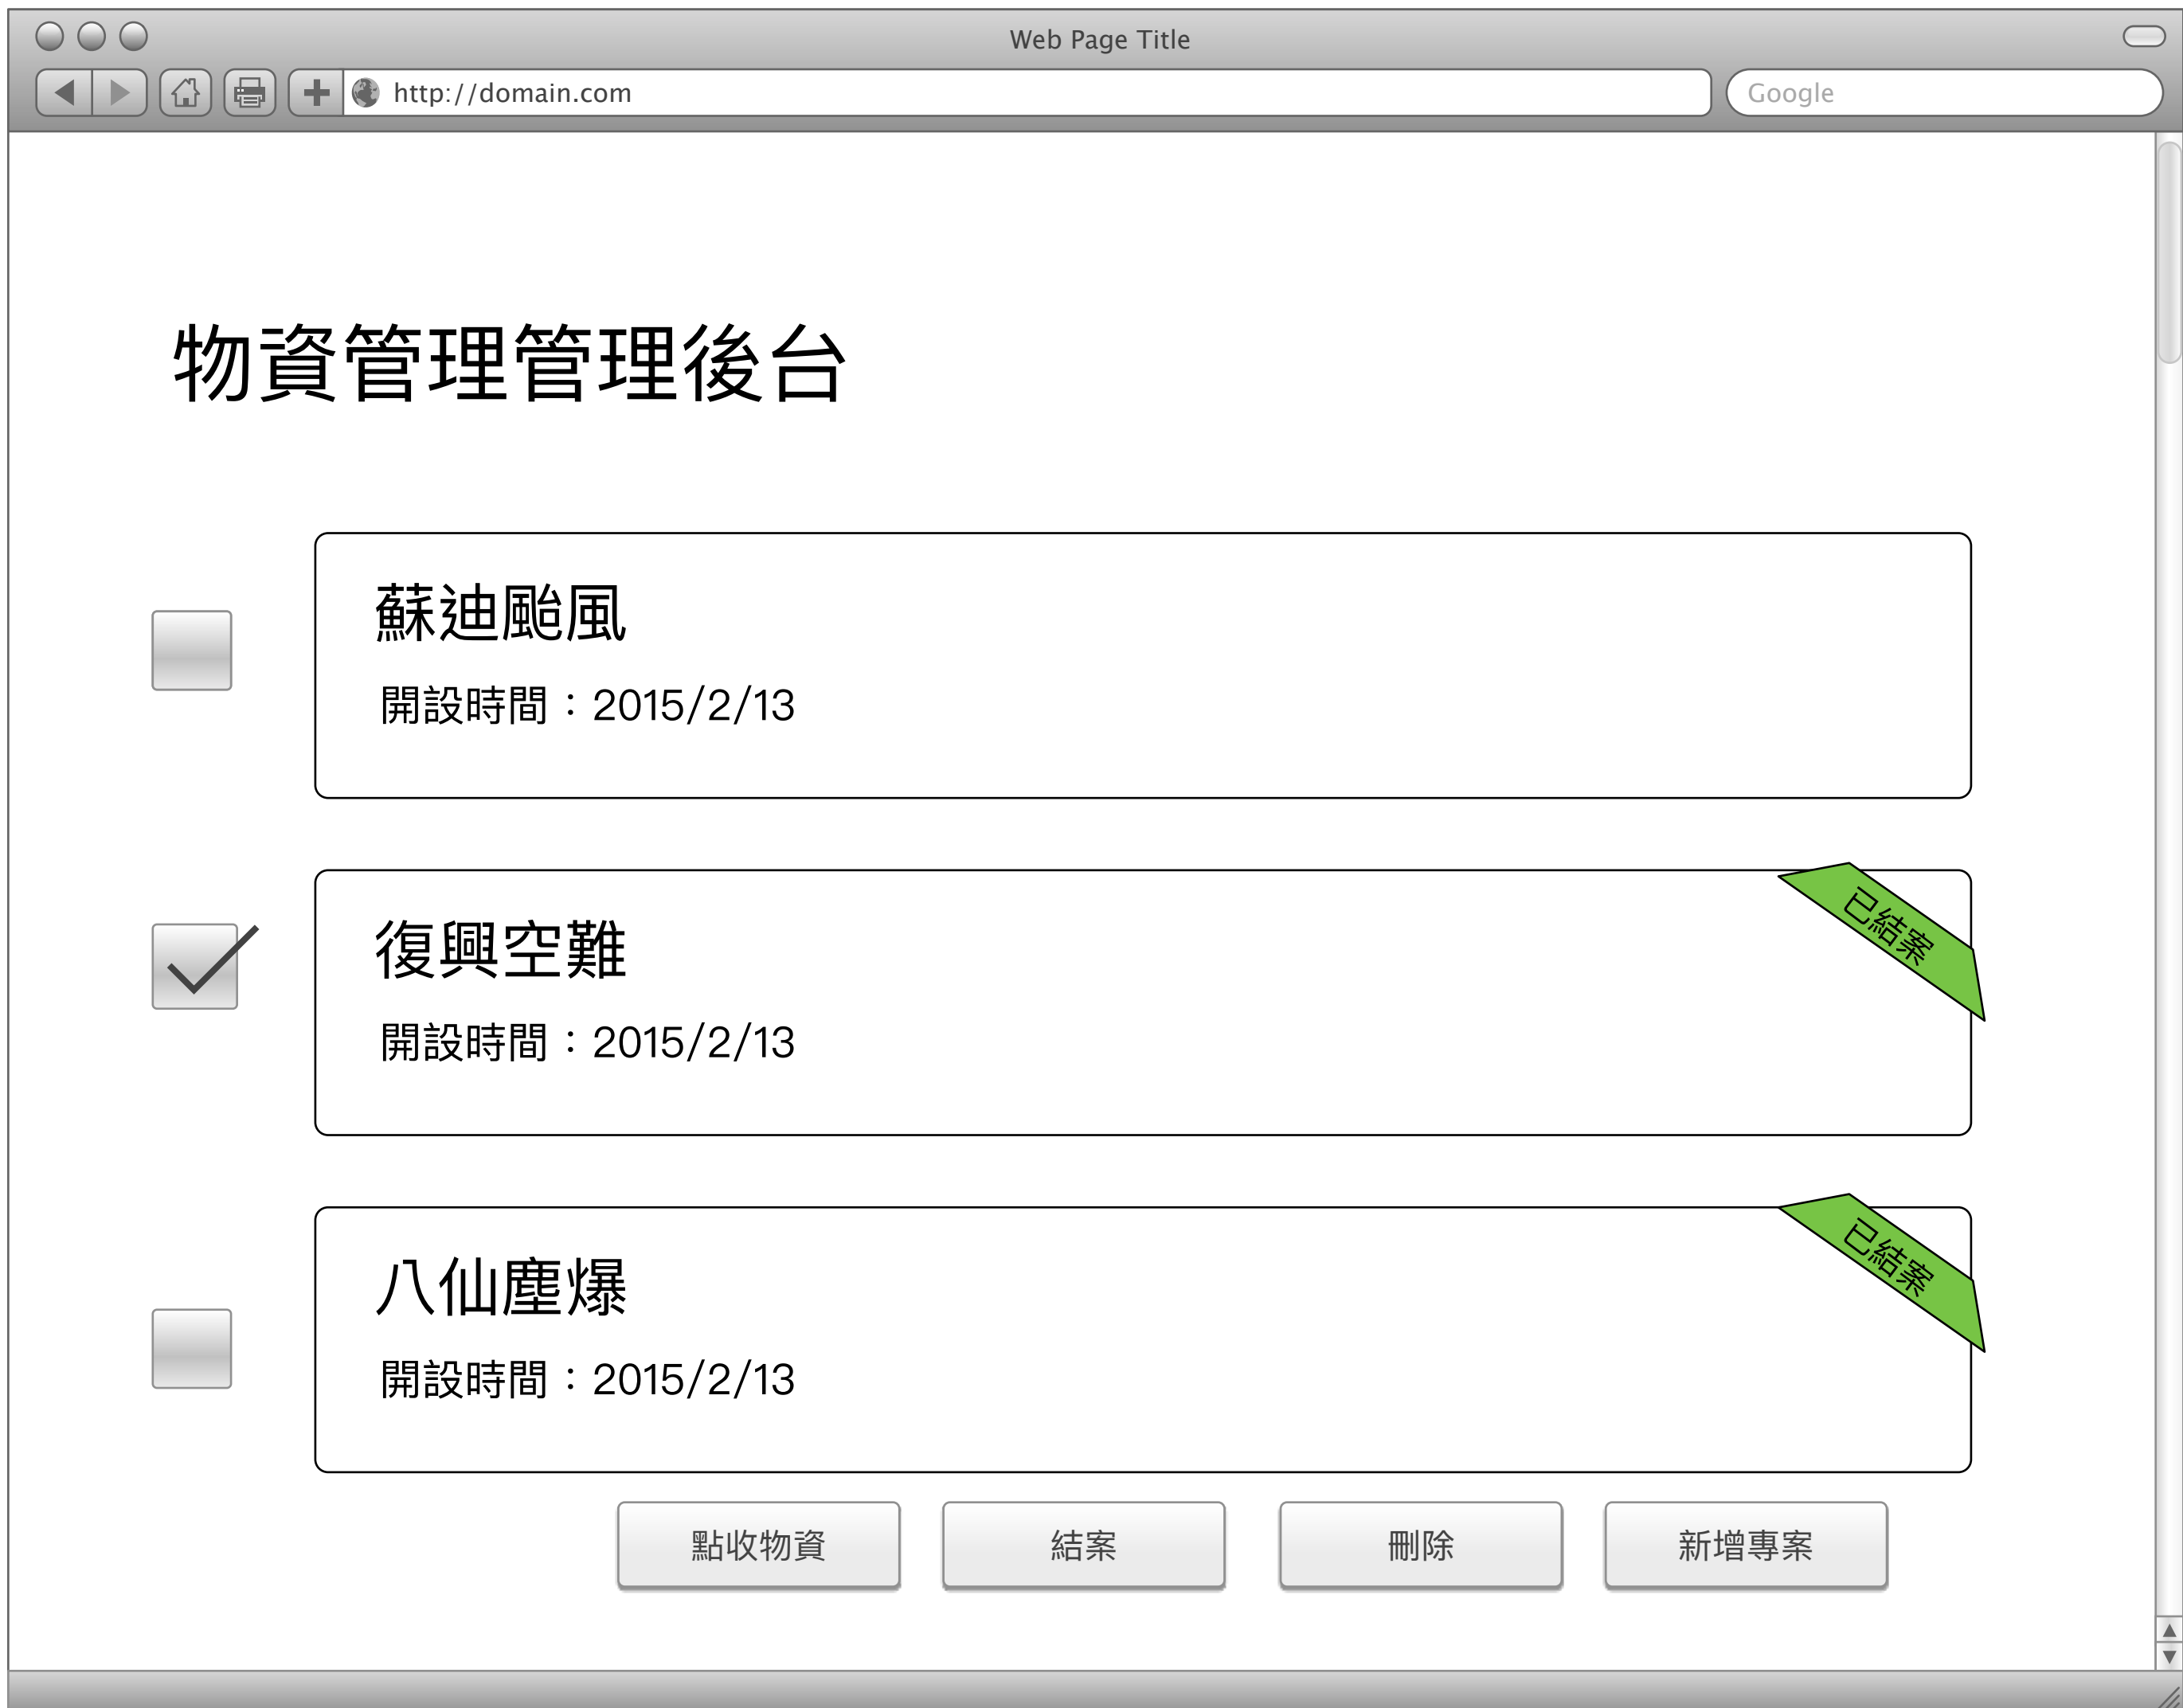 Web Page Title
http://domain.com
Google
物資管理管理後台
蘇迪颱風
開設時間：2015/2/13
已結案
復興空難
開設時間：2015/2/13
已結案
八仙塵爆
開設時間：2015/2/13
點收物資
結案
刪除
新增專案